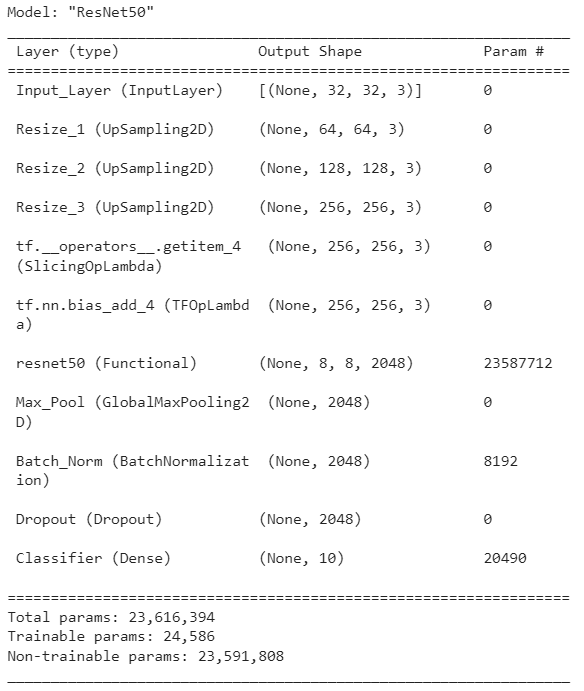 Model: "ResNet50"
_________________________________________________________________
Layer (type) Output Shape Param #
=================================================================
Input_Layer (InputLayer) [(None, 32, 32, 3)] 0
Resize_1 (UpSampling2D) (None, 64, 64, 3) 0
Resize_2 (UpSampling2D) (None, 128, 128, 3) 0
Resize_3 (UpSampling2D) (None, 256, 256, 3) 0
tf.__operators__.getitem_4 (None, 256, 256, 3) 0
(SlicingOpLambda)
tf.nn.bias_add_4 (TFOpLambd (None, 256, 256, 3) 0
a)
resnet50 (Functional) (None, 8, 8, 2048) 23587712
Max_Pool (GlobalMaxPooling2 (None, 2048) 0
D)
Batch_Norm (BatchNormalizat (None, 2048) 8192
ion)
Dropout (Dropout) (None, 2048) 0
Classifier (Dense) (None, 10) 20490
=================================================================
Total params: 23,616,394
Trainable params: 24,586
Non-trainable params: 23,591,808
_________________________________________________________________